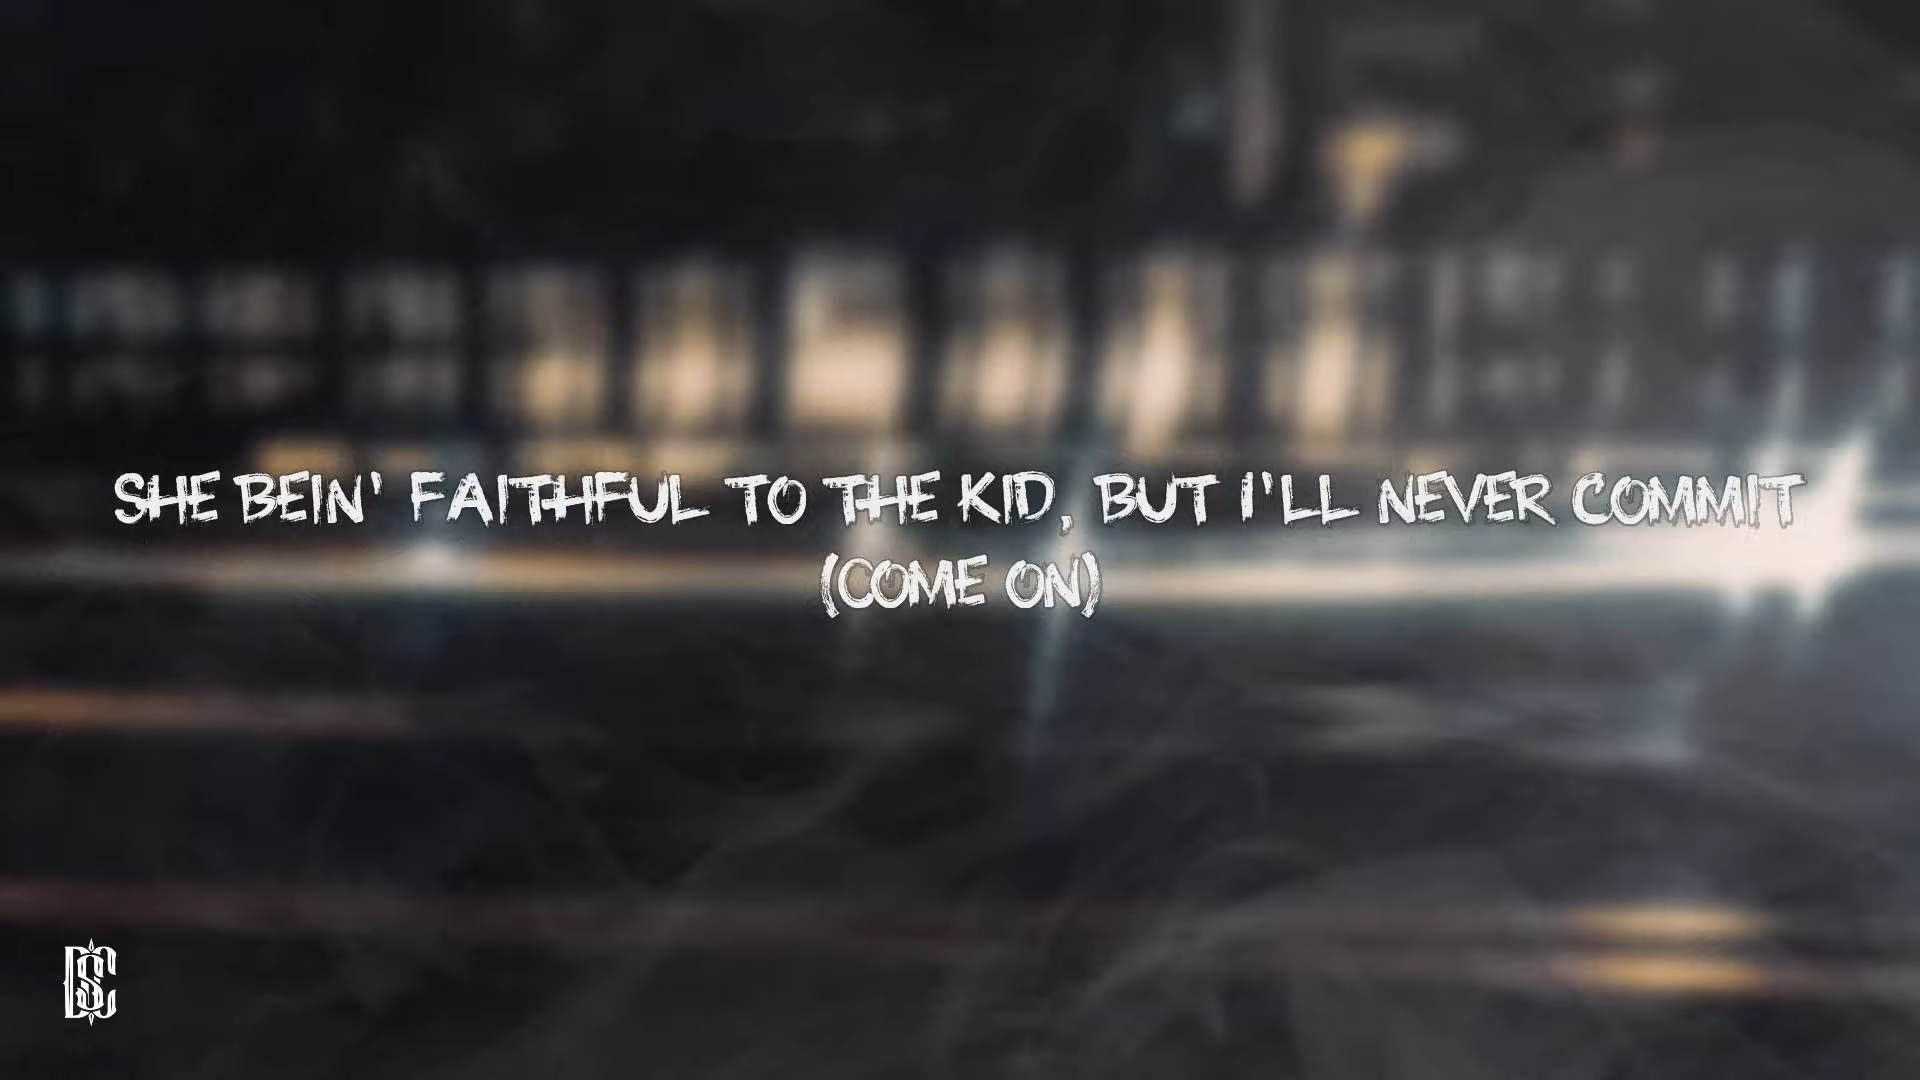 SHE BEIN' FAITHFUL TO THE KID, BUT I'LL NEVER COMMIT
(COME ON)